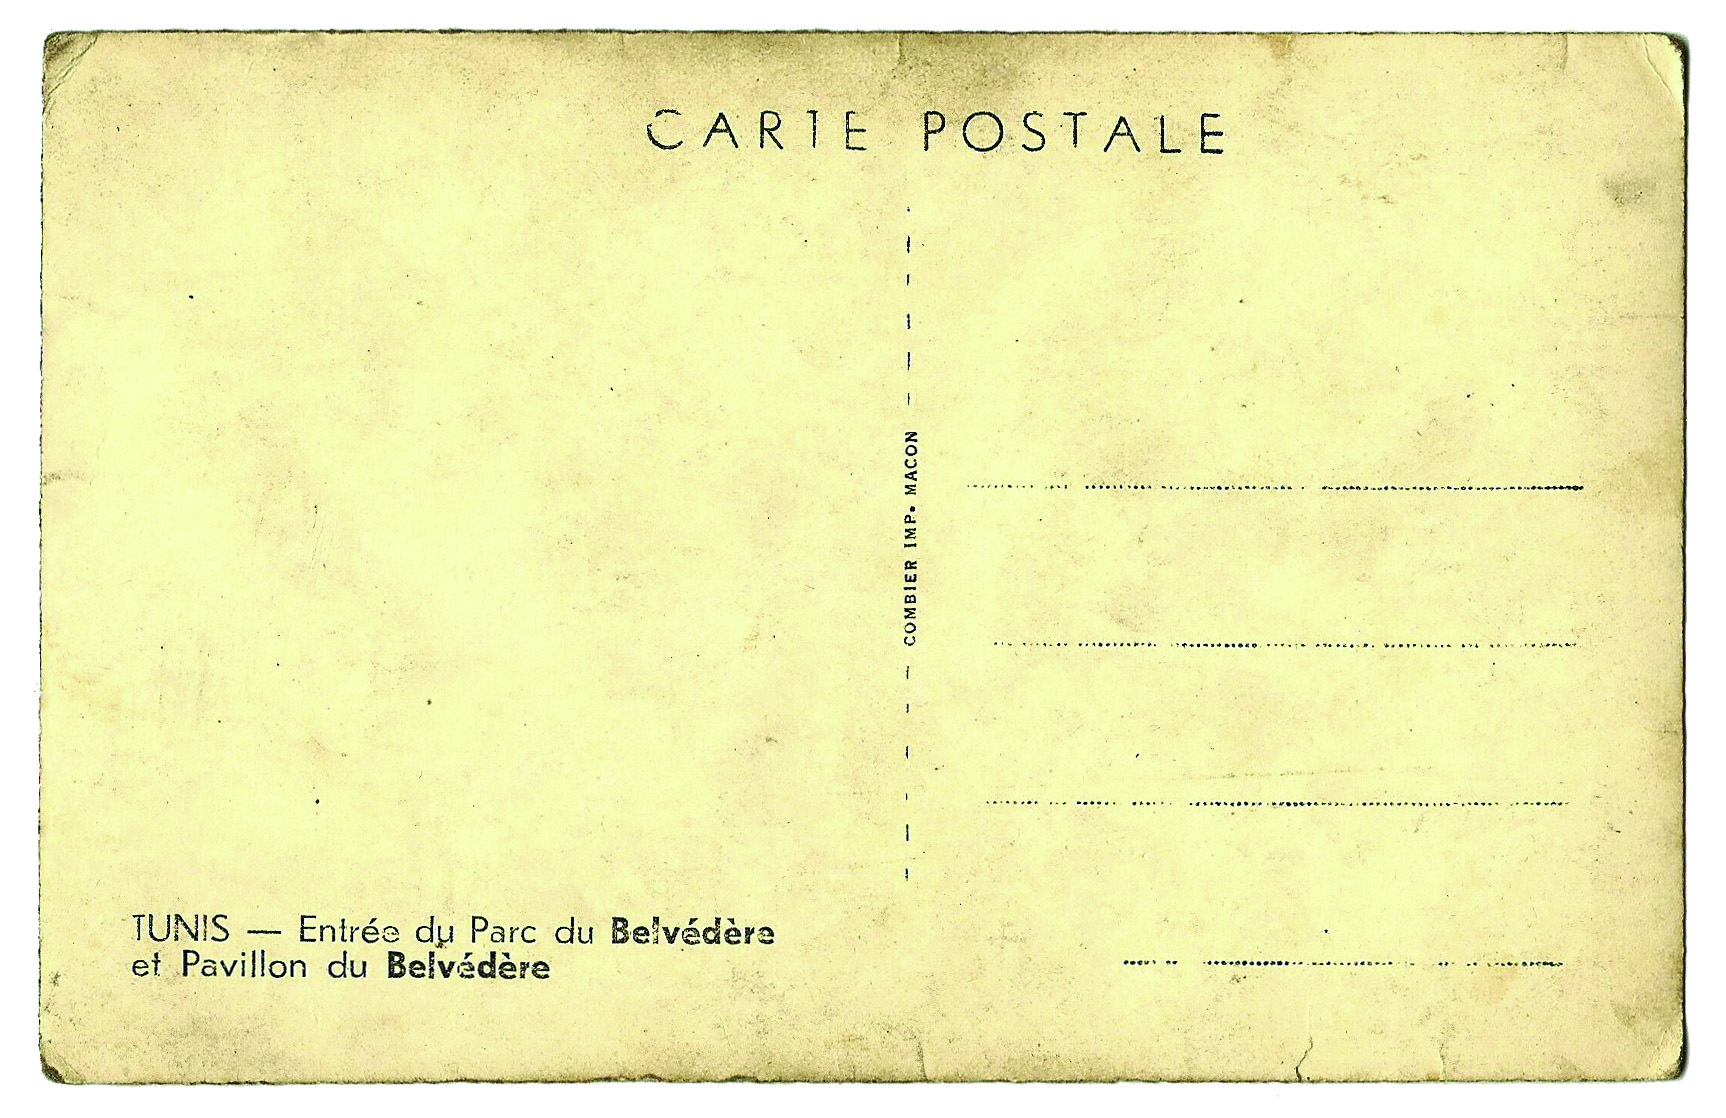 CARTE POSTALE
COMBIER IMP. MACON
TUNIS — Entrée du Parc du Belvédère
et Pavillon du Belvédère